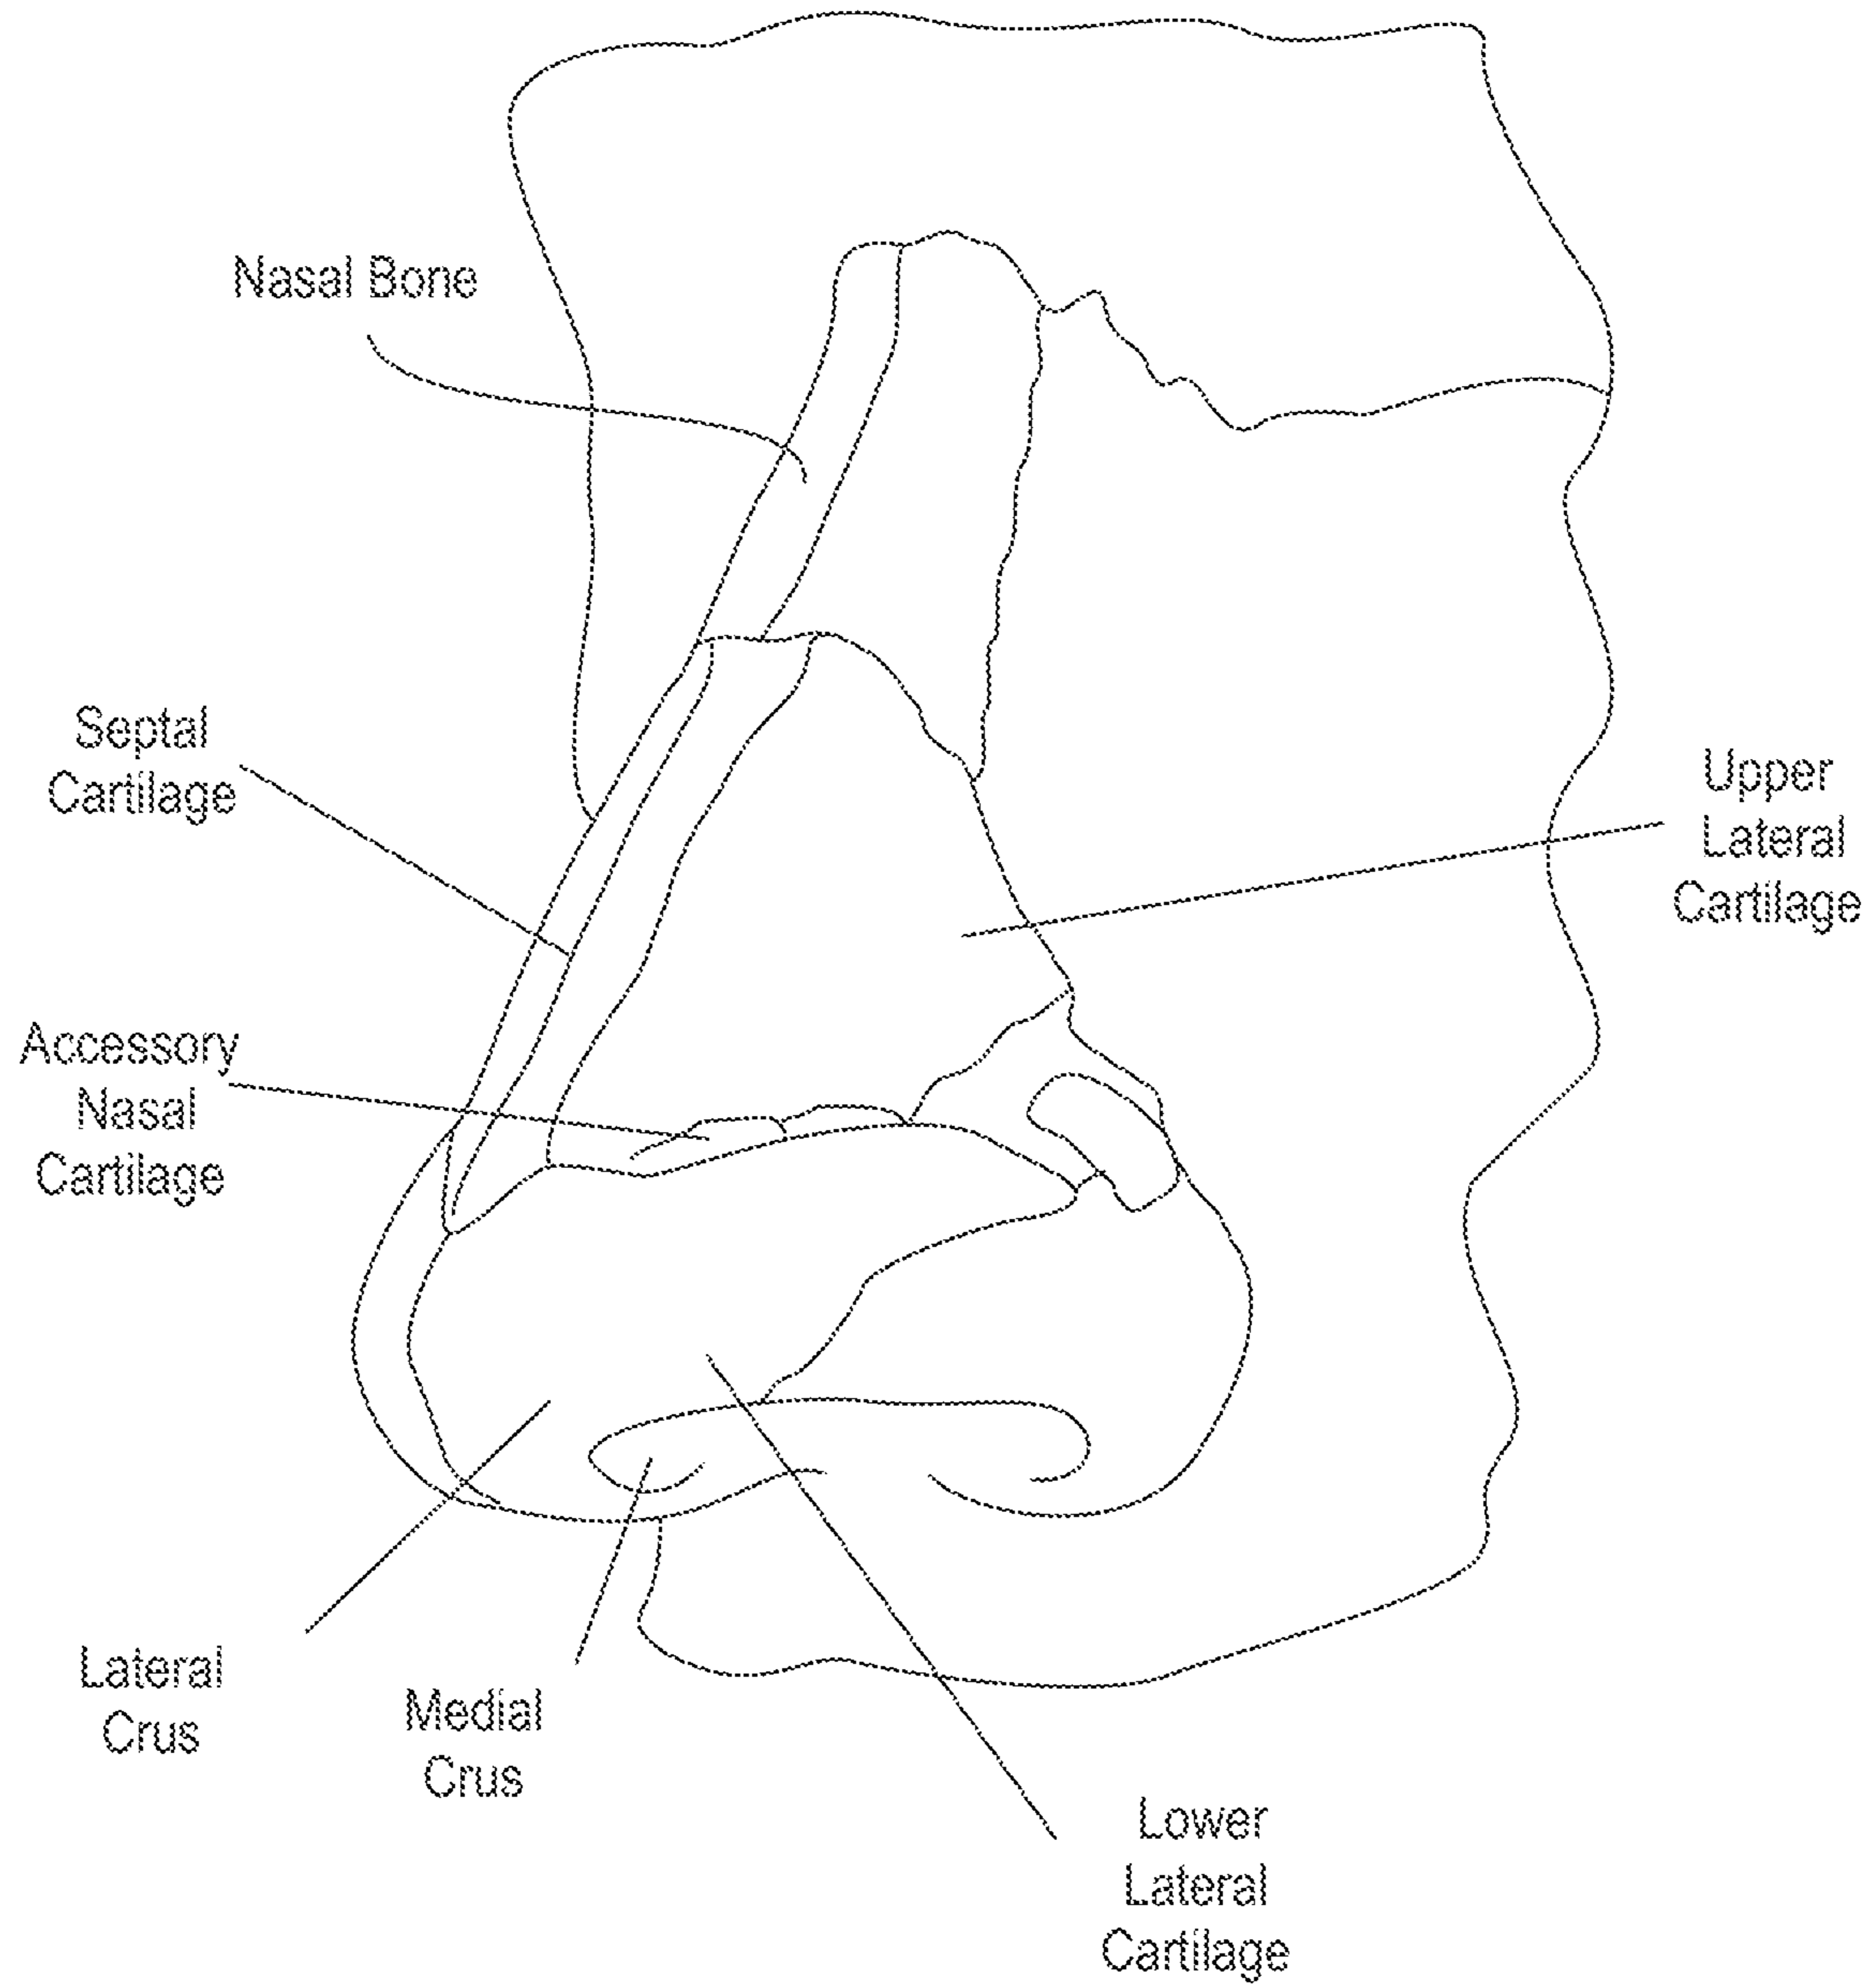 Nasal Bone
Septal
Cartilage
Upper
Lateral
Cartilage
Accessory
Nasal
Cartilage
Lateral
Crus
Medial
Crus
Lower
Lateral
Cartilage